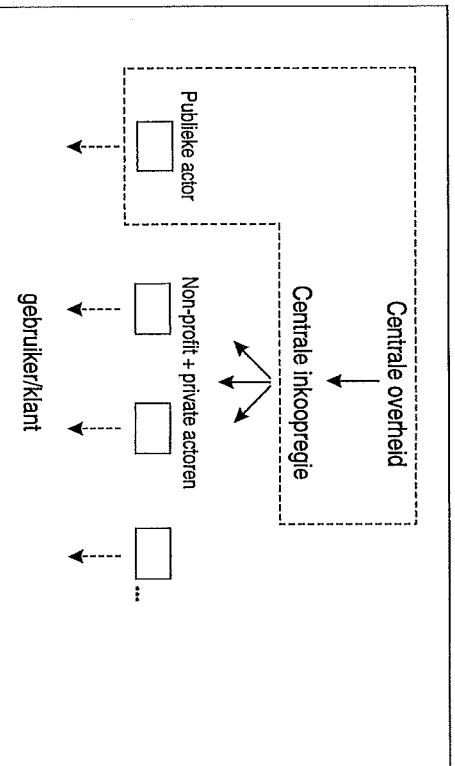 Centrale overheid
Centrale inkoopregie
Publieke actor
Non-profit + private actoren
...
gebruiker/klant